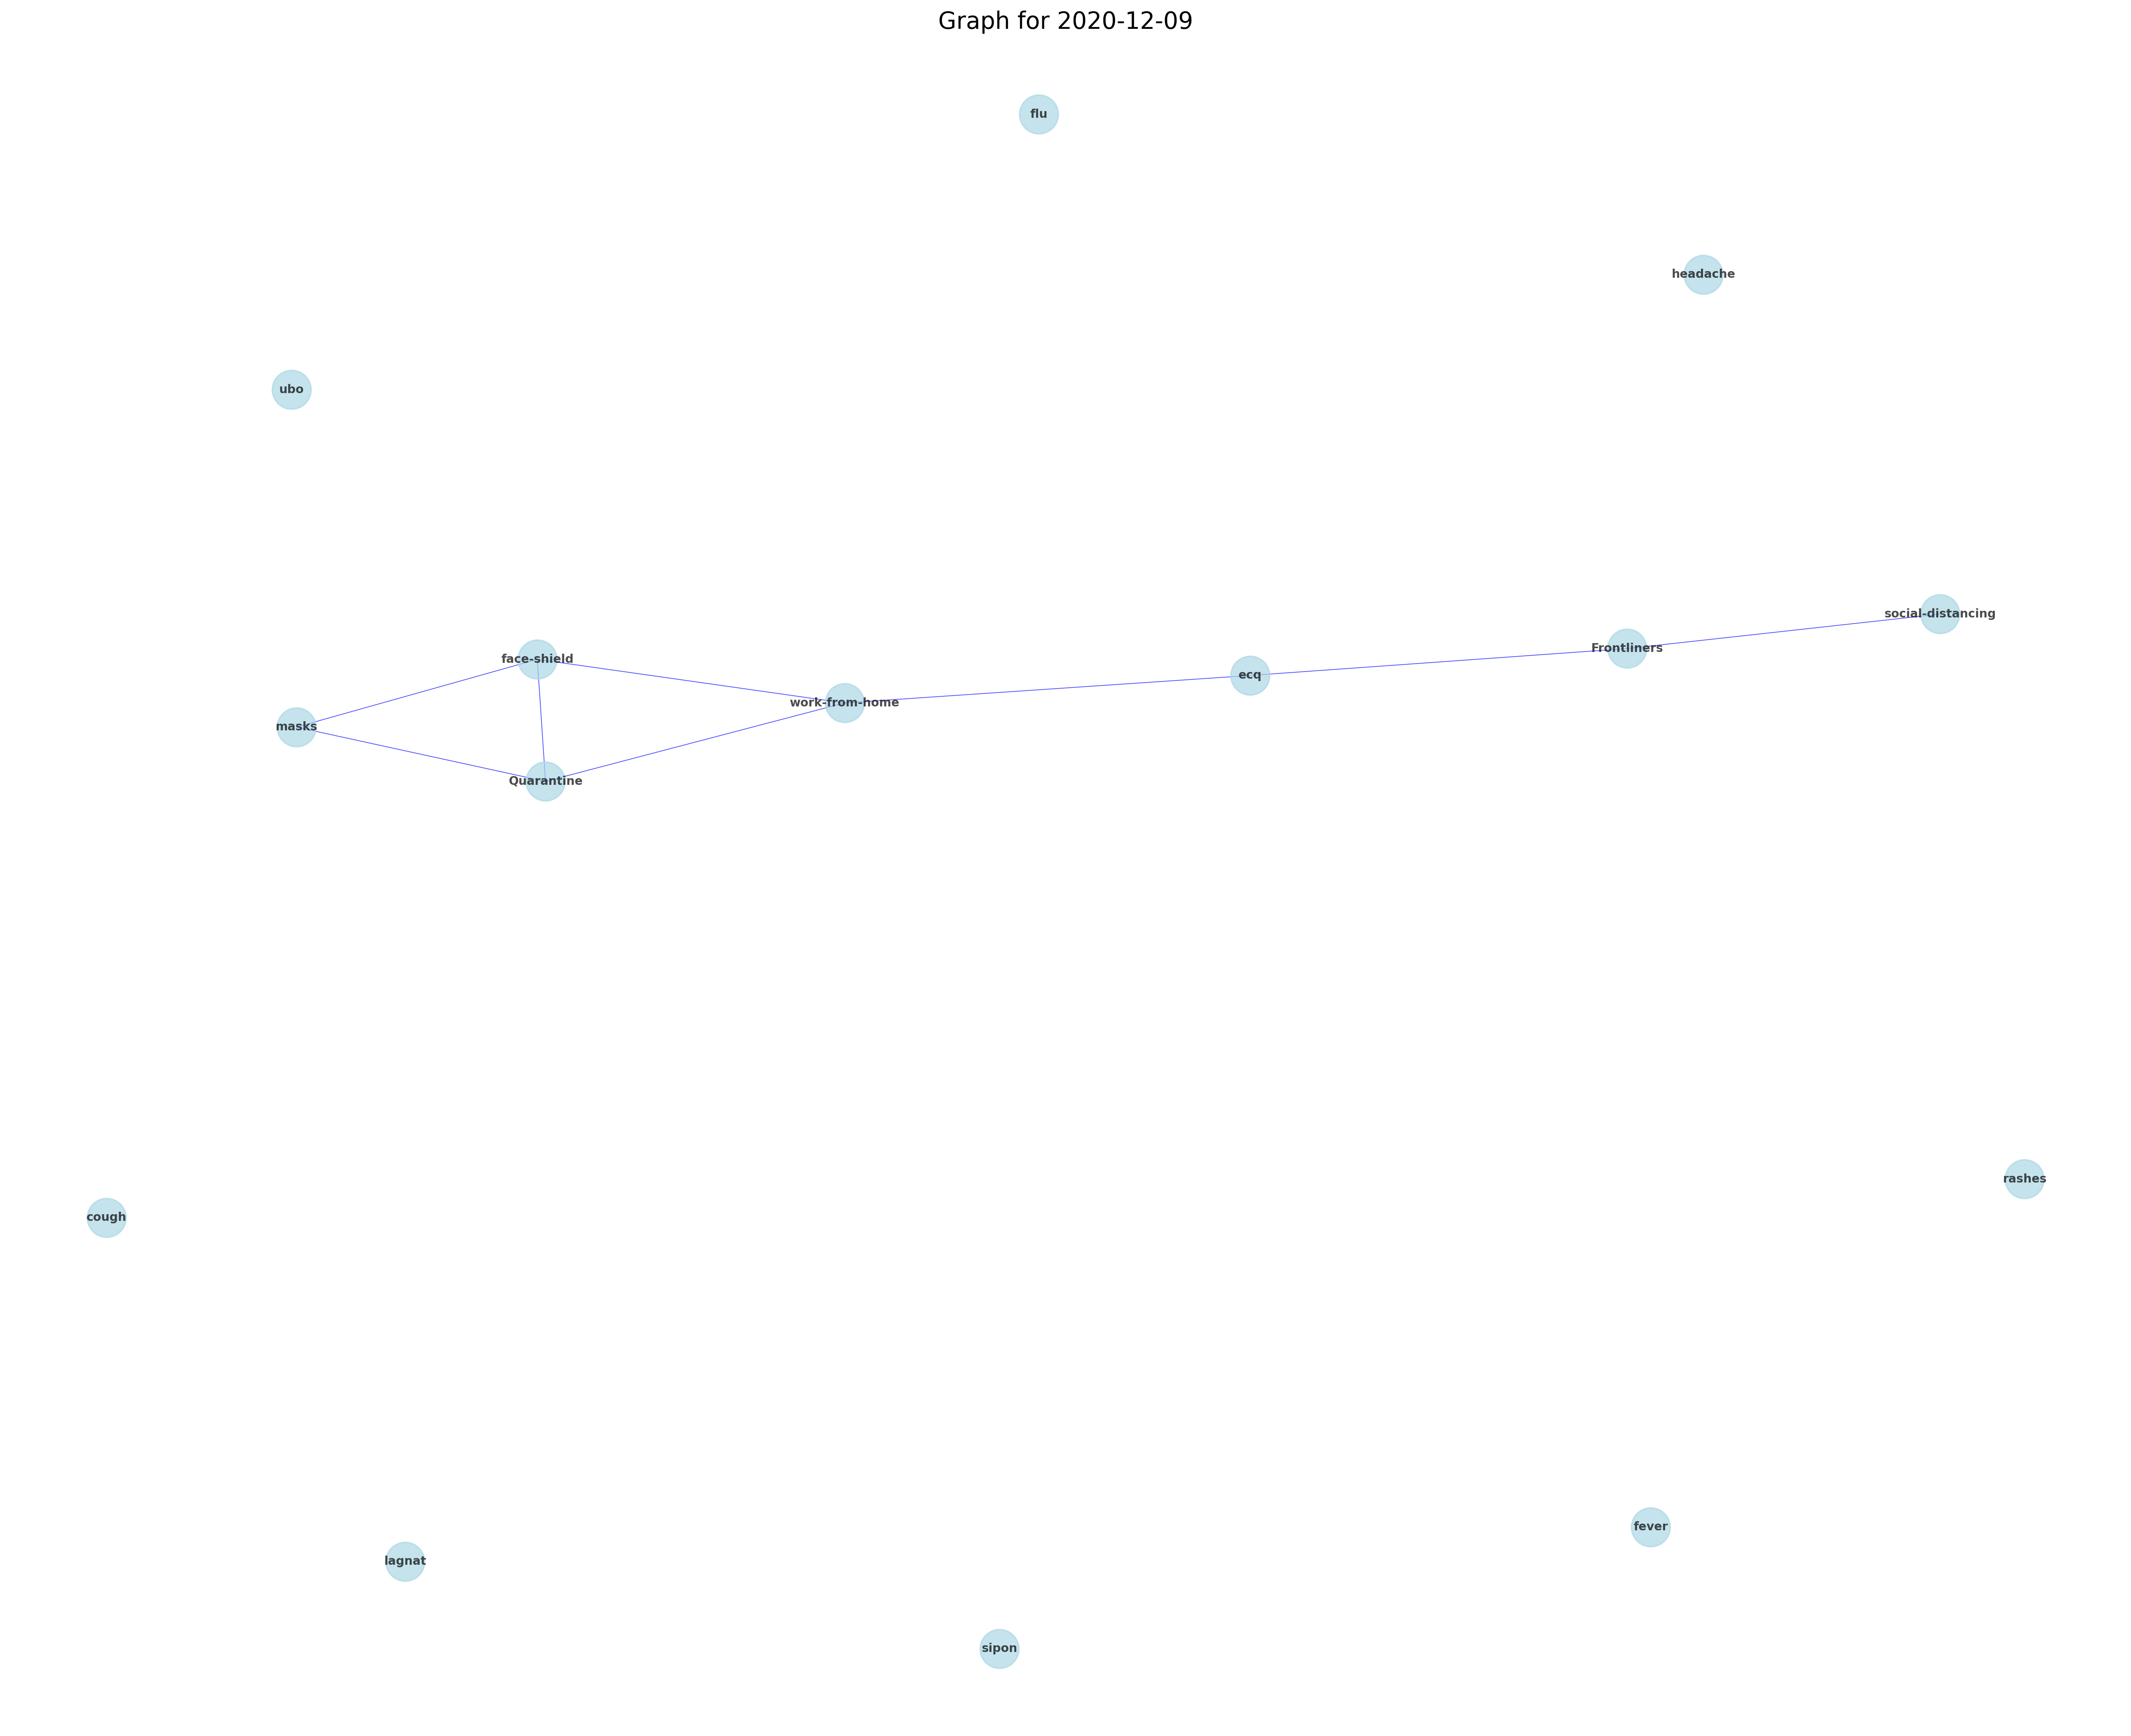 Graph for 2020-12-09
flu
headache
ubo
social-distancing
Frontliners
face-shield
ecq
work-from-home
masks
Quarantine
rashes
cough
fever
lagnat
sipon